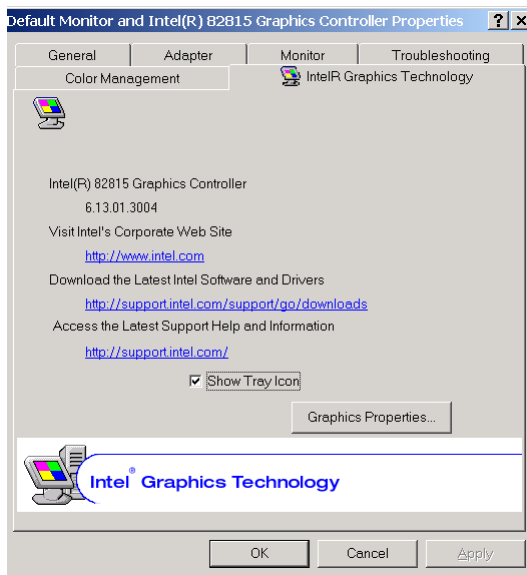 Default Monitor and Intel(R) 82815 Graphics Controller Properties
General Adapter Monitor Troubleshooting
Color Management IntelR Graphics Technology
Intel(R) 82815 Graphics Controller
6.13.01.3004
Visit Intel's Corporate Web Site
http://www.intel.com
Download the Latest Intel Software and Drivers
http://support.intel.com/support/go/downloads
Access the Latest Support Help and Information
http://support.intel.com/
Show Tray Icon
Graphics Properties...
Intel® Graphics Technology
OK Cancel Apply